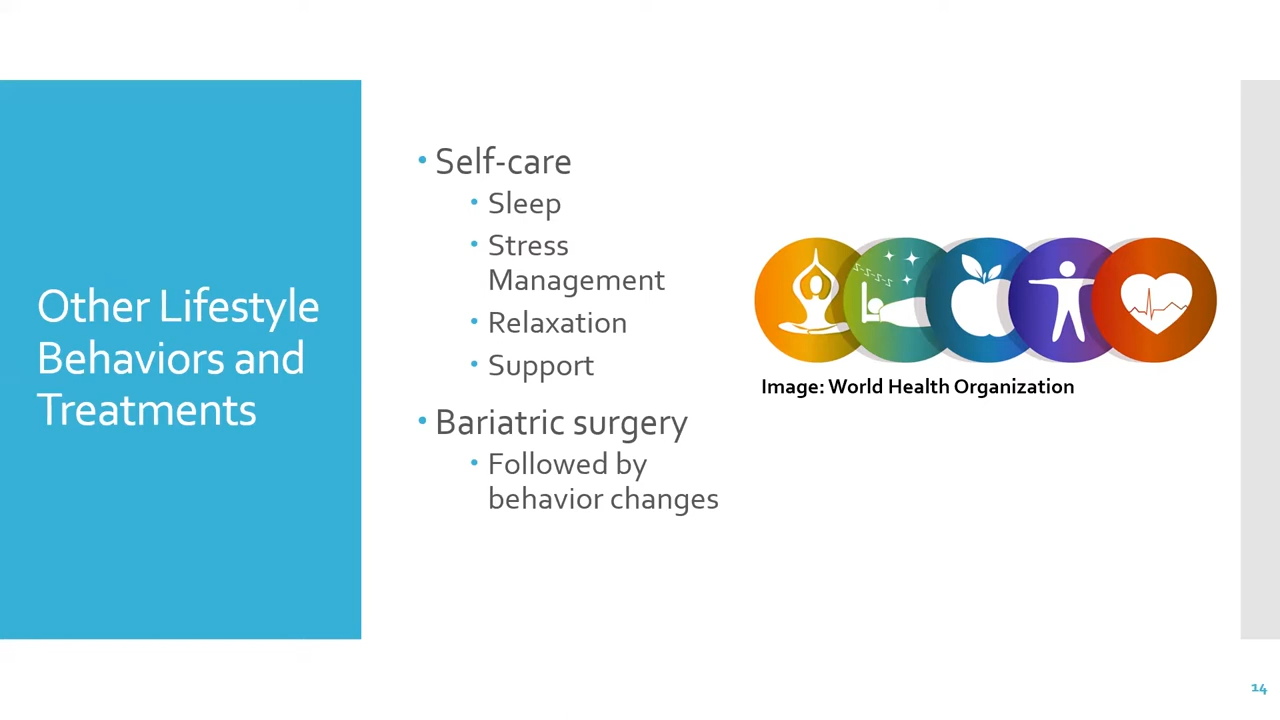 Other Lifestyle
Behaviors and
Treatments
• Self-care
• Sleep
• Stress
Management
• Relaxation
• Support
• Bariatric surgery
• Followed by
behavior changes
Image: World Health Organization
14